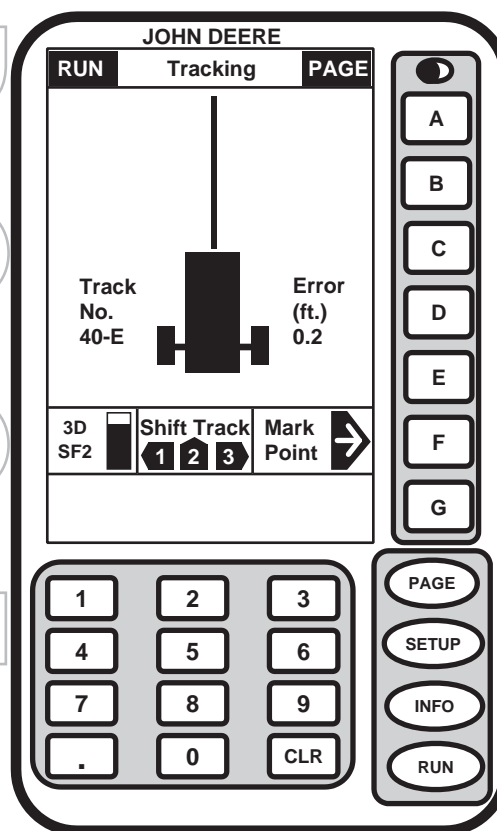 JOHN DEERE
RUN Tracking PAGE
Track
No.
40-E
Error
(ft.)
0.2
3D
SF2
Shift Track
1 2 3
Mark
Point
A
B
C
D
E
F
G
1 2 3
4 5 6
7 8 9
. 0 CLR
PAGE
SETUP
INFO
RUN